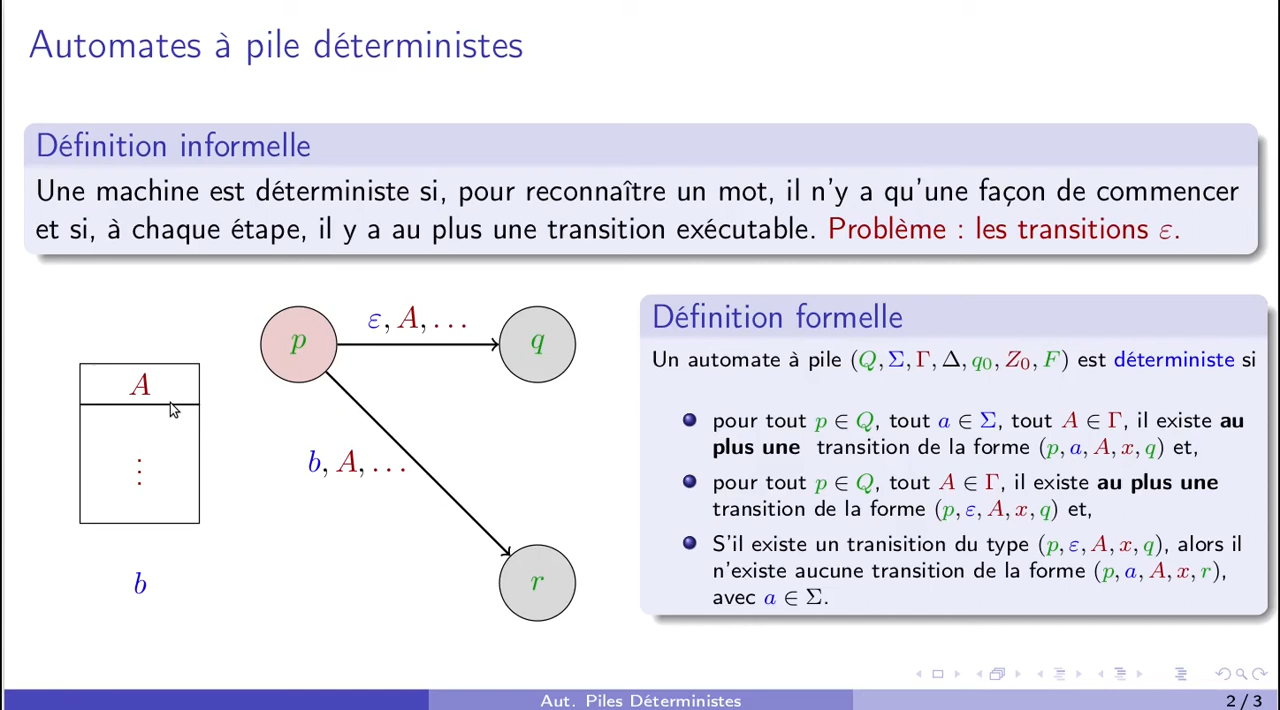 Automates à pile déterministes
Définition informelle
Une machine est déterministe si, pour reconnaître un mot, il n'y a qu'une façon de commencer
et si, à chaque étape, il y a au plus une transition exécutable. Problème : les transitions ε.
A
⋮
b
p
ε, A, . . .
q
b, A, . . .
r
Définition formelle
Un automate à pile (Q, Σ, Γ, Δ, q₀, Z₀, F) est déterministe si
pour tout p ∈ Q, tout a ∈ Σ, tout A ∈ Γ, il existe au
plus une transition de la forme (p, a, A, x, q) et,
pour tout p ∈ Q, tout A ∈ Γ, il existe au plus une
transition de la forme (p, ε, A, x, q) et,
S'il existe un tranisition du type (p, ε, A, x, q), alors il
n'existe aucune transition de la forme (p, a, A, x, r),
avec a ∈ Σ.
Aut. Piles Déterministes
2 / 3